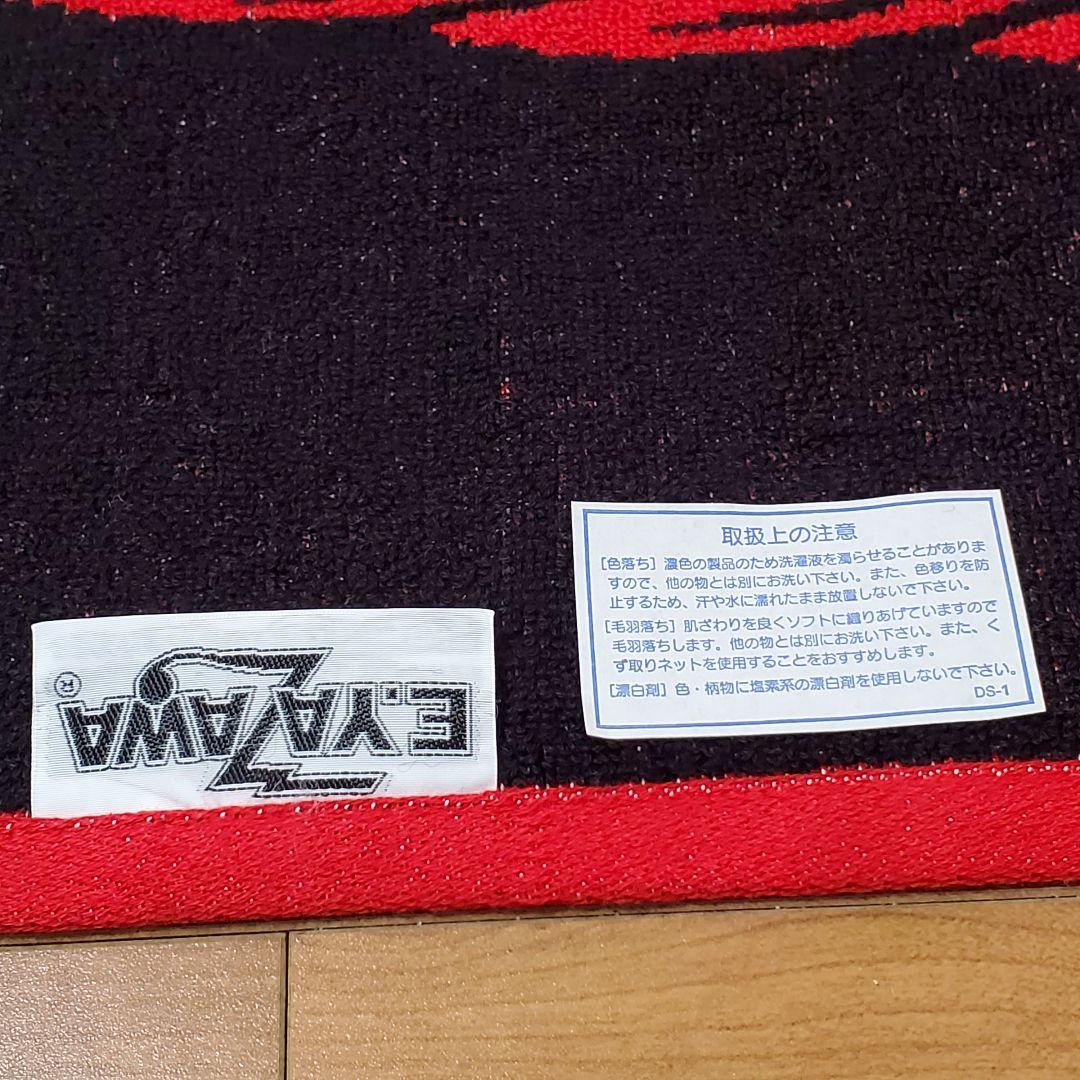 取扱上の注意
[色落ち] 濃色の製品のため洗濯液を濁らせることがありま
すので、他の物とは別にお洗い下さい。また、色移りを防
止するため、汗や水に濡れたまま放置しないで下さい。
[毛羽落ち] 肌ざわりを良くソフトに織りあげていますので
毛羽落ちします。他の物とは別にお洗い下さい。また、く
ず取りネットを使用することをおすすめします。
[漂白剤] 色・柄物に塩素系の漂白剤を使用しないで下さい。
DS-1
E.YAZAWA®